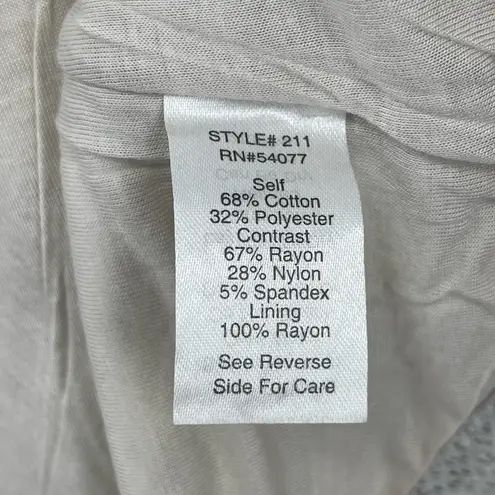 STYLE# 211
RN#54077
Self
68% Cotton
32% Polyester
Contrast
67% Rayon
28% Nylon
5% Spandex
Lining
100% Rayon
See Reverse
Side For Care